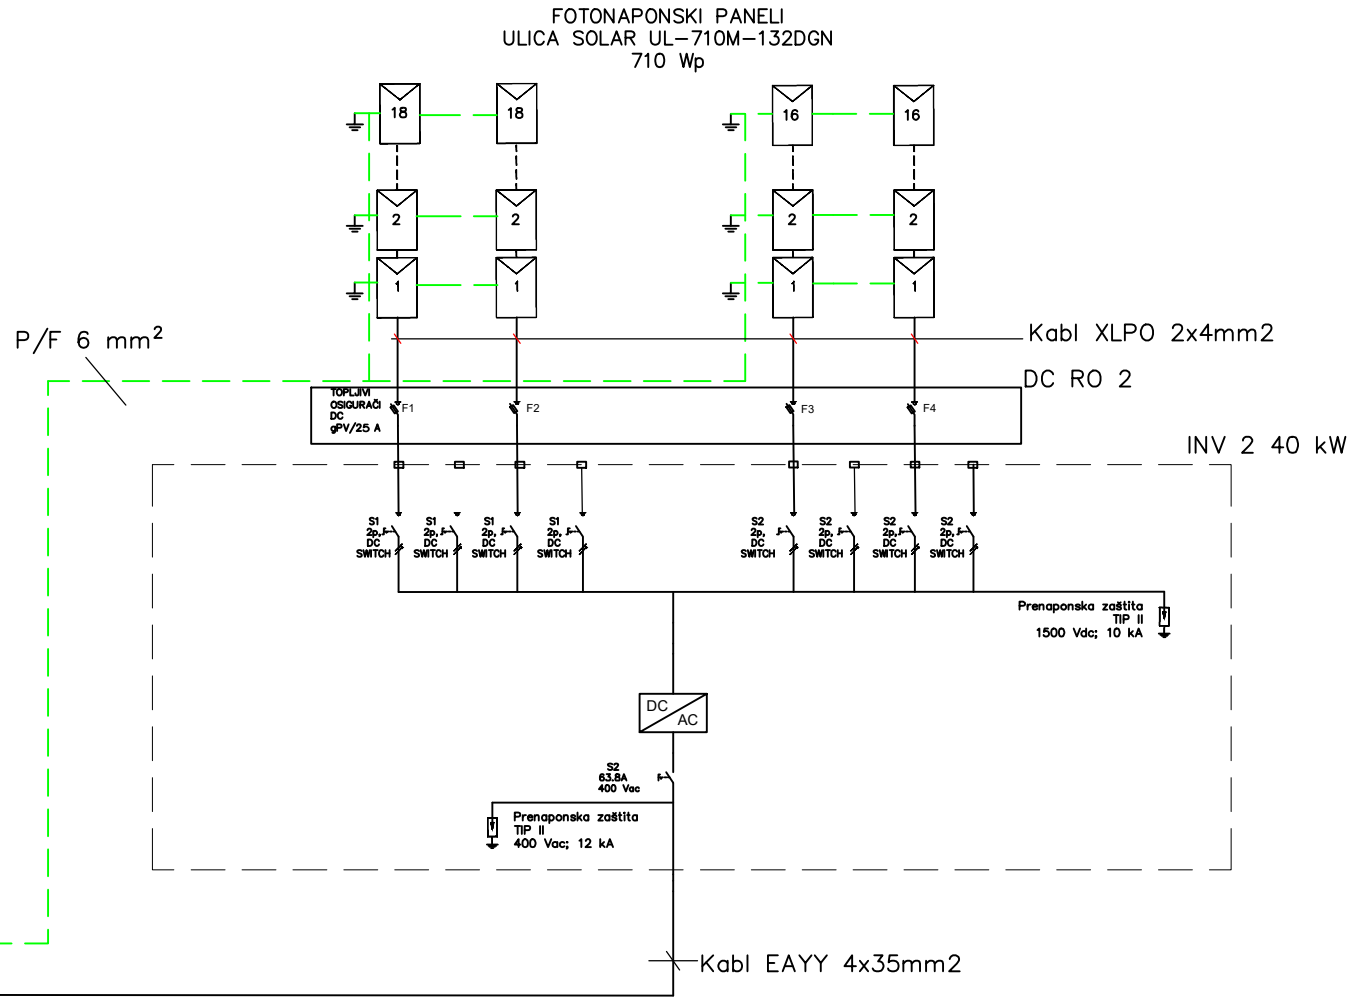 FOTONAPONSKI PANELI
ULICA SOLAR UL-710M-132DGN
710 Wp
18
18
16
16
2
2
2
2
1
1
1
1
P/F 6 mm²
Kabl XLPO 2x4mm2
DC RO 2
TOPLJIVI
OSIGURAČI
DC
gPV/25 A
F1
F2
F3
F4
INV 2 40 kW
S1
2p,
DC
SWITCH
S1
2p,
DC
SWITCH
S1
2p,
DC
SWITCH
S1
2p,
DC
SWITCH
S2
2p,
DC
SWITCH
S2
2p,
DC
SWITCH
S2
2p,
DC
SWITCH
S2
2p,
DC
SWITCH
Prenaponska zaštita
TIP II
1500 Vdc; 10 kA
DC
AC
S2
63.8A
400 Vac
Prenaponska zaštita
TIP II
400 Vac; 12 kA
Kabl EAYY 4x35mm2